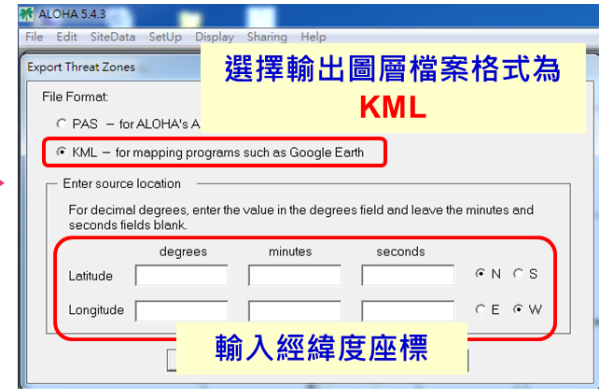 ALOHA 5.4.3
File Edit SiteData SetUp Display Sharing Help
Export Threat Zones
選擇輸出圖層檔案格式為
KML
File Format:
PAS – for ALOHA's A
KML – for mapping programs such as Google Earth
Enter source location
For decimal degrees, enter the value in the degrees field and leave the minutes and
seconds fields blank.
degrees minutes seconds
Latitude N S
Longitude E W
輸入經緯度座標